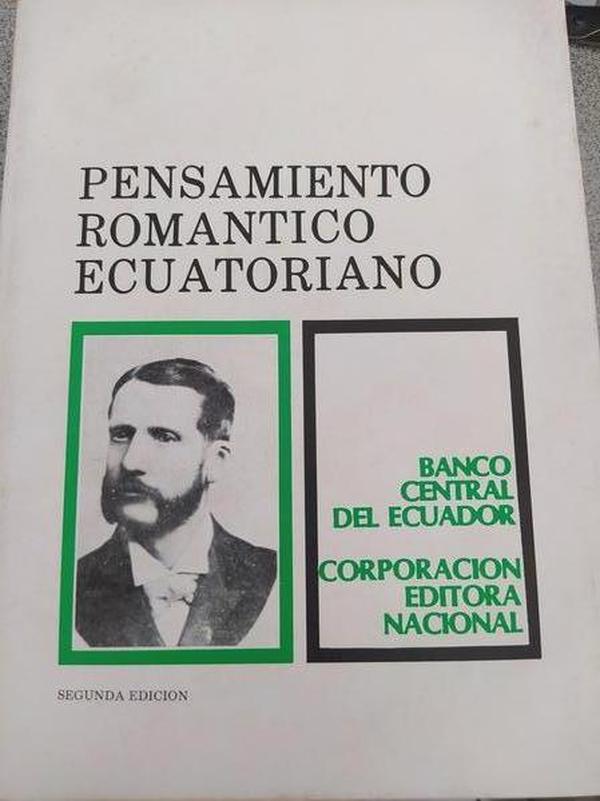 PENSAMIENTO
ROMANTICO
ECUATORIANO
BANCO
CENTRAL
DEL ECUADOR
CORPORACION
EDITORA
NACIONAL
SEGUNDA EDICION